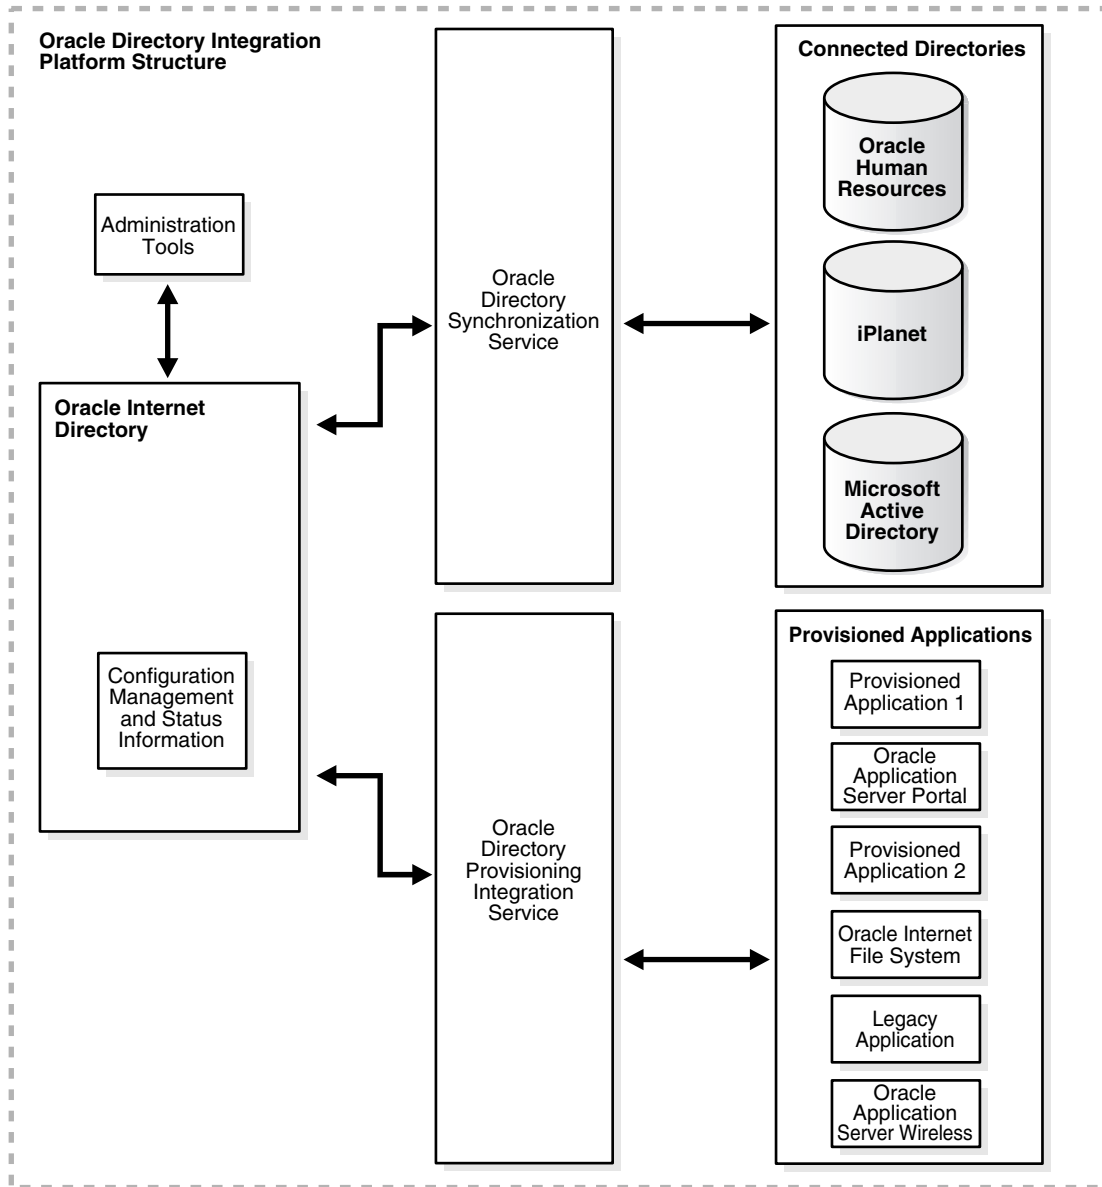 Oracle Directory Integration
Platform Structure
Administration
Tools
Oracle Internet
Directory
Configuration
Management
and Status
Information
Oracle
Directory
Synchronization
Service
Oracle
Directory
Provisioning
Integration
Service
Connected Directories
Oracle
Human
Resources
iPlanet
Microsoft
Active
Directory
Provisioned Applications
Provisioned
Application 1
Oracle
Application
Server Portal
Provisioned
Application 2
Oracle Internet
File System
Legacy
Application
Oracle
Application
Server Wireless